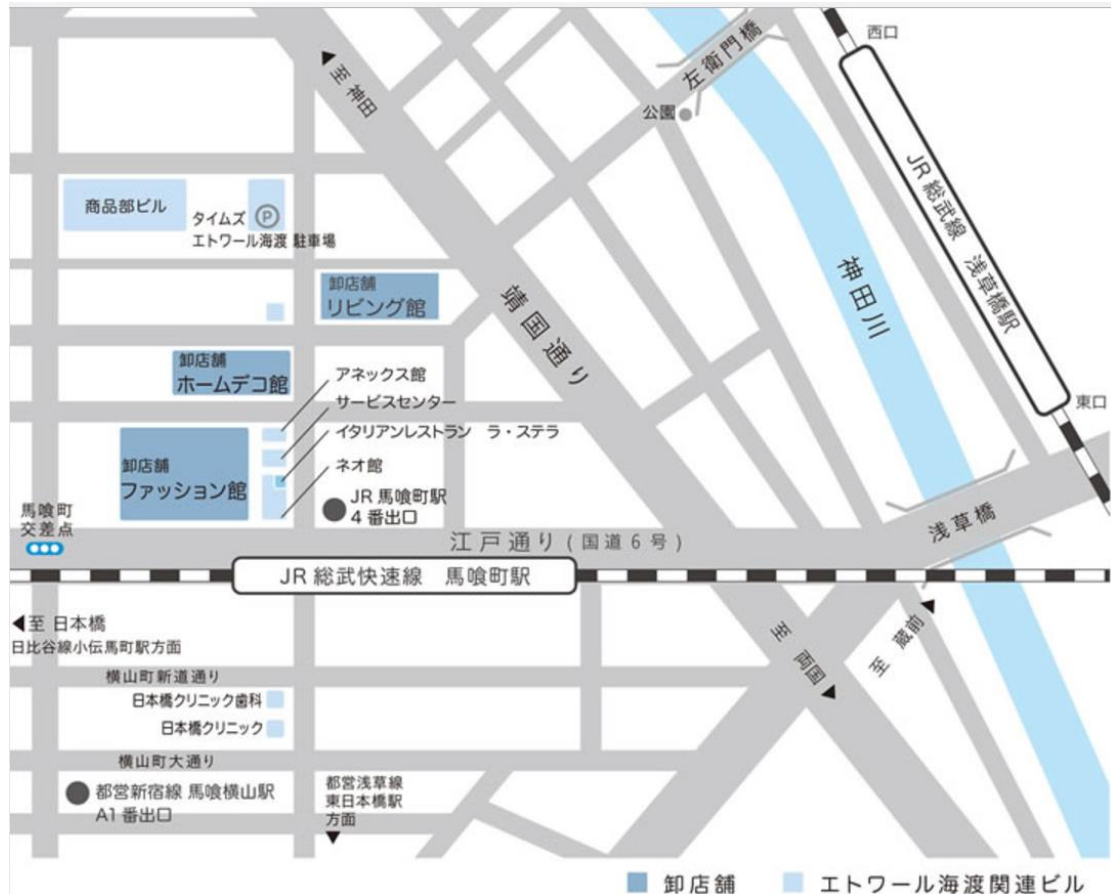 西口
左衛門橋
至 神田
公園
JR 総武線 浅草橋駅
商品部ビル
タイムズ P
エトワール海渡 駐車場
神田川
卸店舗
リビング館
靖国通り
卸店舗
ホームデコ館
アネックス館
サービスセンター
イタリアンレストラン ラ・ステラ
ネオ館
東口
卸店舗
ファッション館
JR 馬喰町駅
4 番出口
馬喰町
交差点
浅草橋
江戸通り (国道6号)
JR 総武快速線 馬喰町駅
至 日本橋
日比谷線小伝馬町駅方面
至 両国
至 蔵前
横山町新道通り
日本橋クリニック歯科
日本橋クリニック
横山町大通り
都営新宿線 馬喰横山駅
A1 番出口
都営浅草線
東日本橋駅
方面
卸店舗
エトワール海渡関連ビル